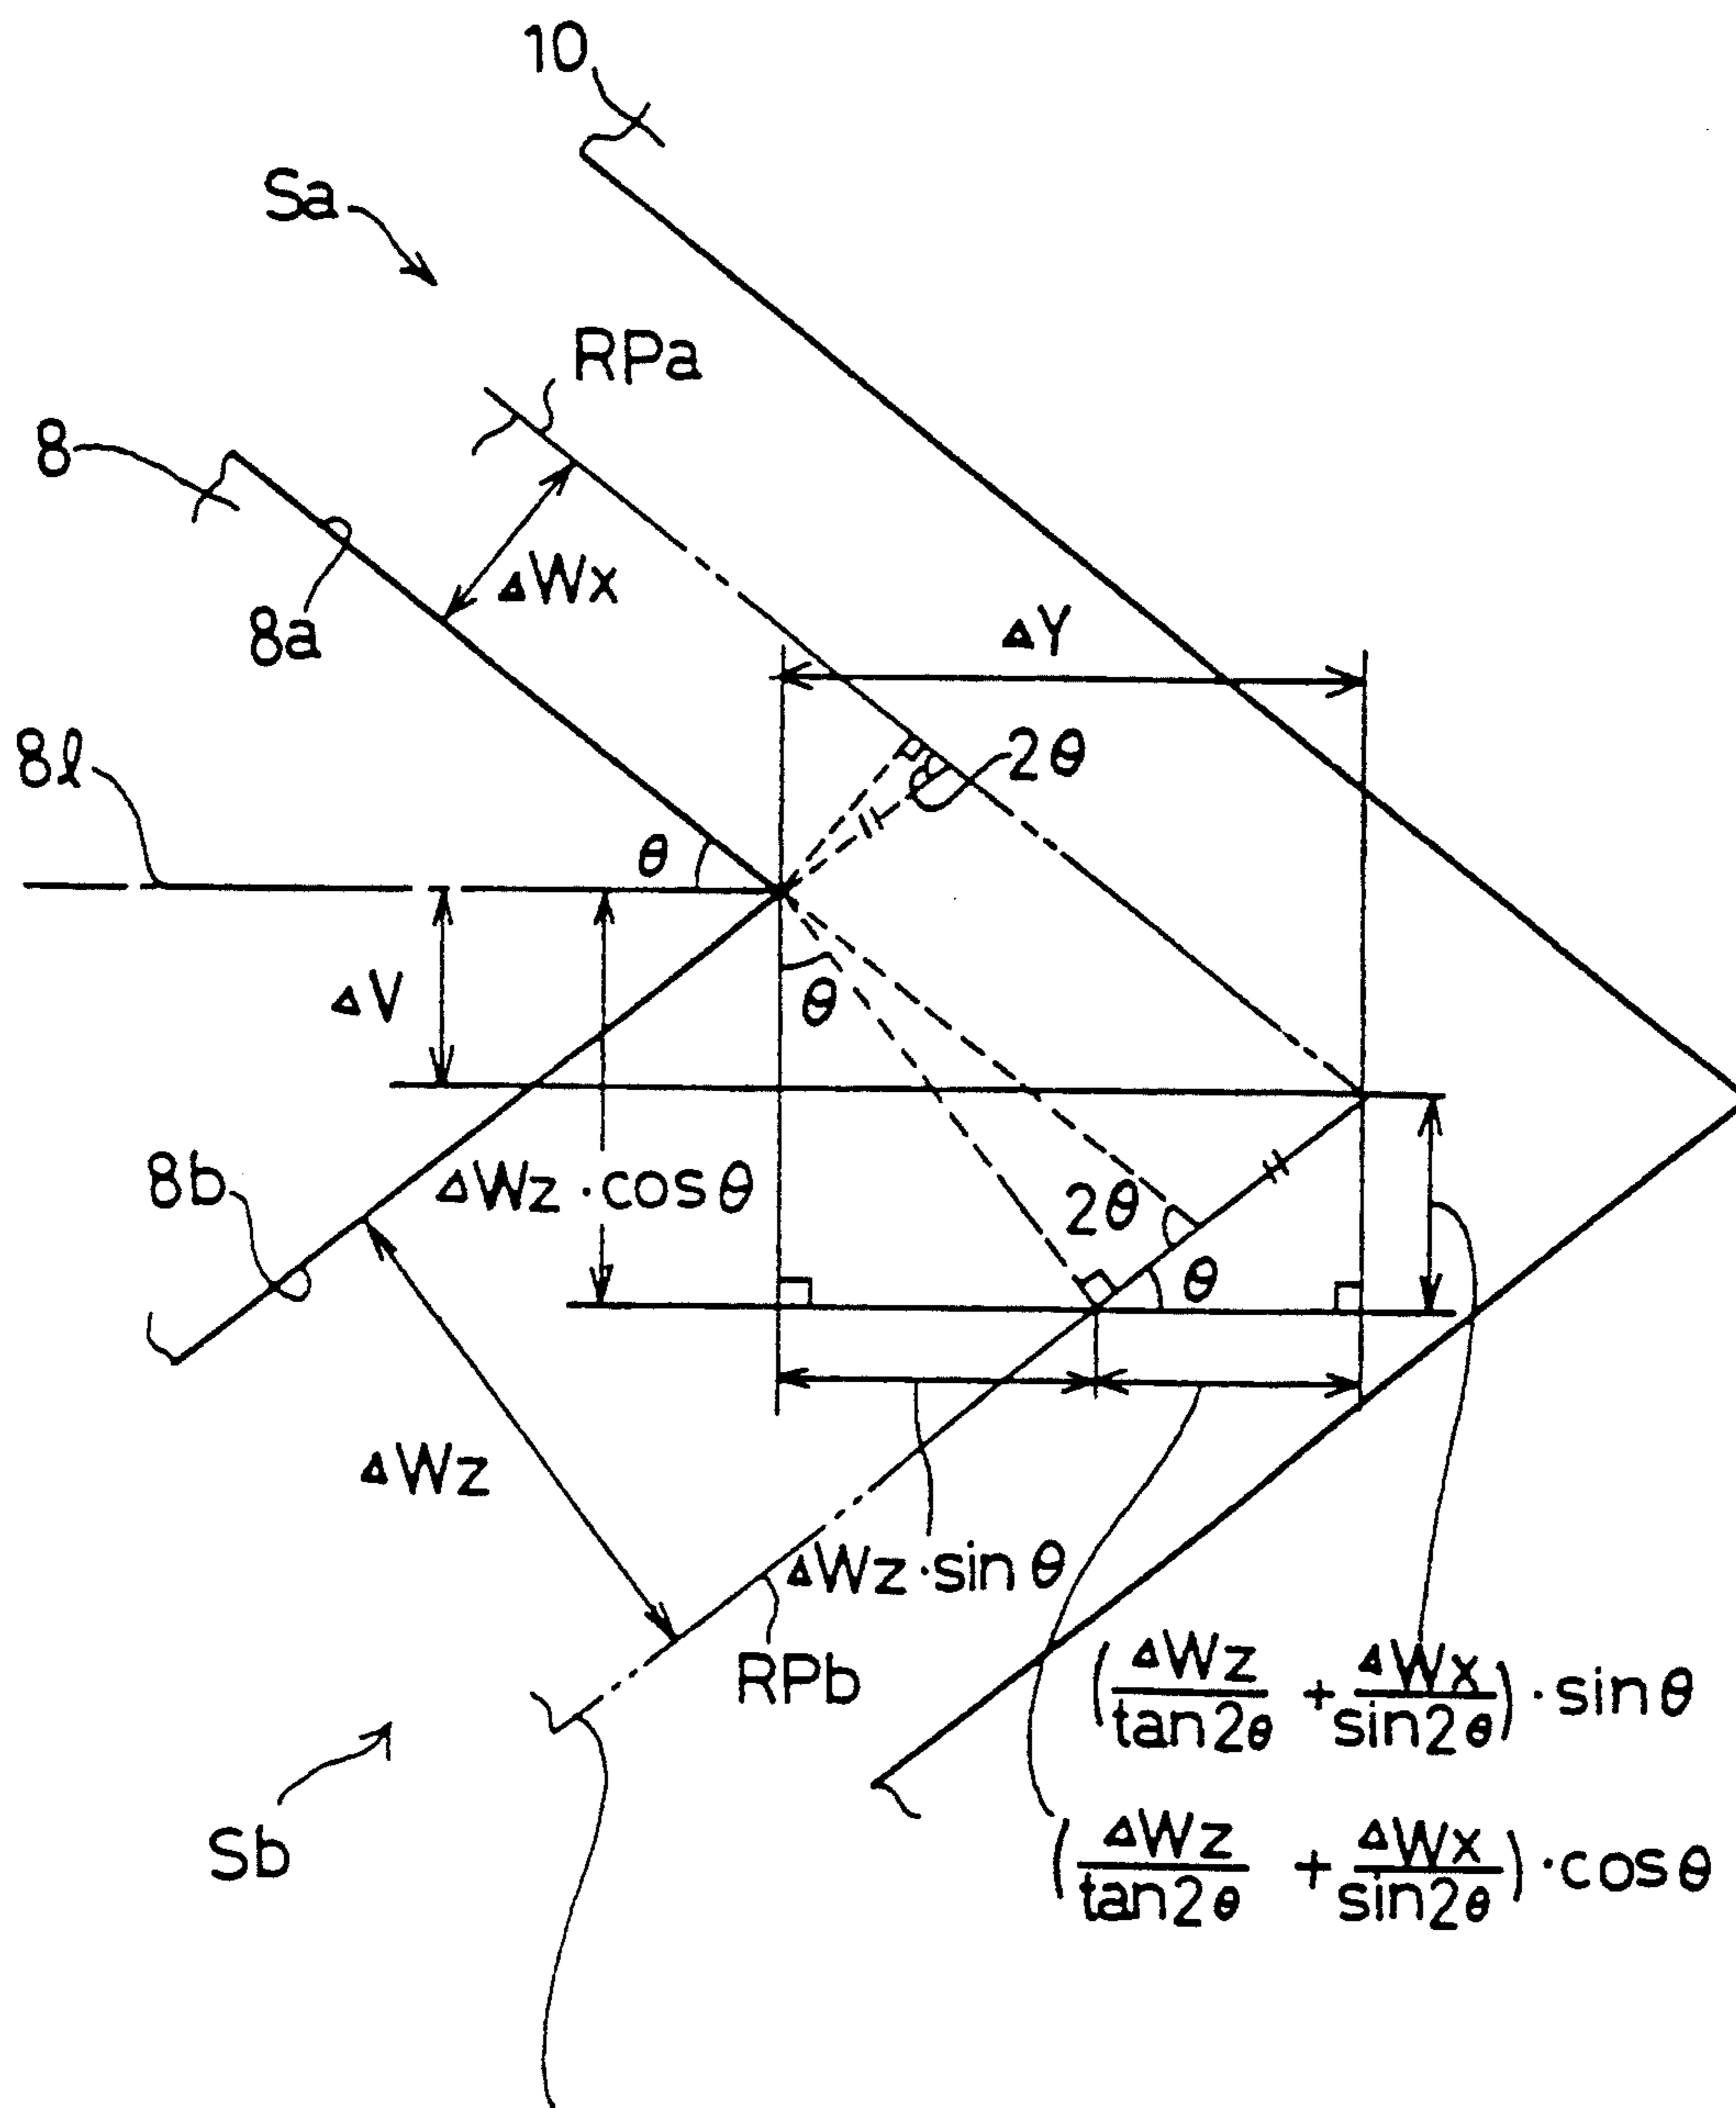 10
Sa
RPa
8
ΔWx
8a
ΔY
8ℓ
2θ
θ
ΔV
θ
8b
ΔWz·cosθ
2θ
θ
ΔWz
ΔWz·sinθ
RPb
(ΔWz/tan2θ + ΔWx/sin2θ)·sinθ
Sb
(ΔWz/tan2θ + ΔWx/sin2θ)·cosθ